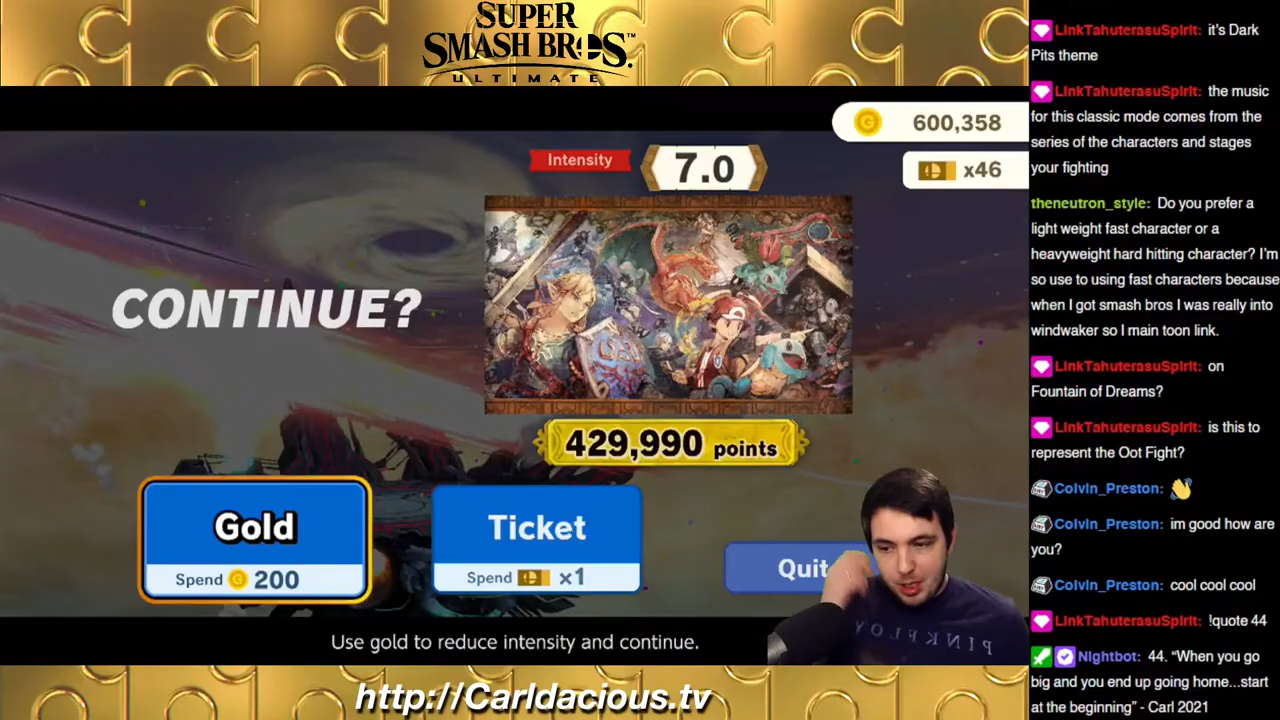 SUPER
SMASH BROS.™
ULTIMATE
G 600,358
x46
Intensity 7.0
CONTINUE?
429,990 points
Gold
Spend G 200
Ticket
Spend x1
Quit
Use gold to reduce intensity and continue.
PINK FLOY
http://Carldacious.tv
LinkTahuterasuSpirit: it's Dark
Pits theme
LinkTahuterasuSpirit: the music
for this classic mode comes from the
series of the characters and stages
your fighting
theneutron_style: Do you prefer a
light weight fast character or a
heavyweight hard hitting character? I'm
so use to using fast characters because
when I got smash bros I was really into
windwaker so I main toon link.
LinkTahuterasuSpirit: on
Fountain of Dreams?
LinkTahuterasuSpirit: is this to
represent the Oot Fight?
Colvin_Preston: 👋
Colvin_Preston: im good how are
you?
Colvin_Preston: cool cool cool
LinkTahuterasuSpirit: !quote 44
Nightbot: 44. “When you go
big and you end up going home...start
at the beginning” - Carl 2021